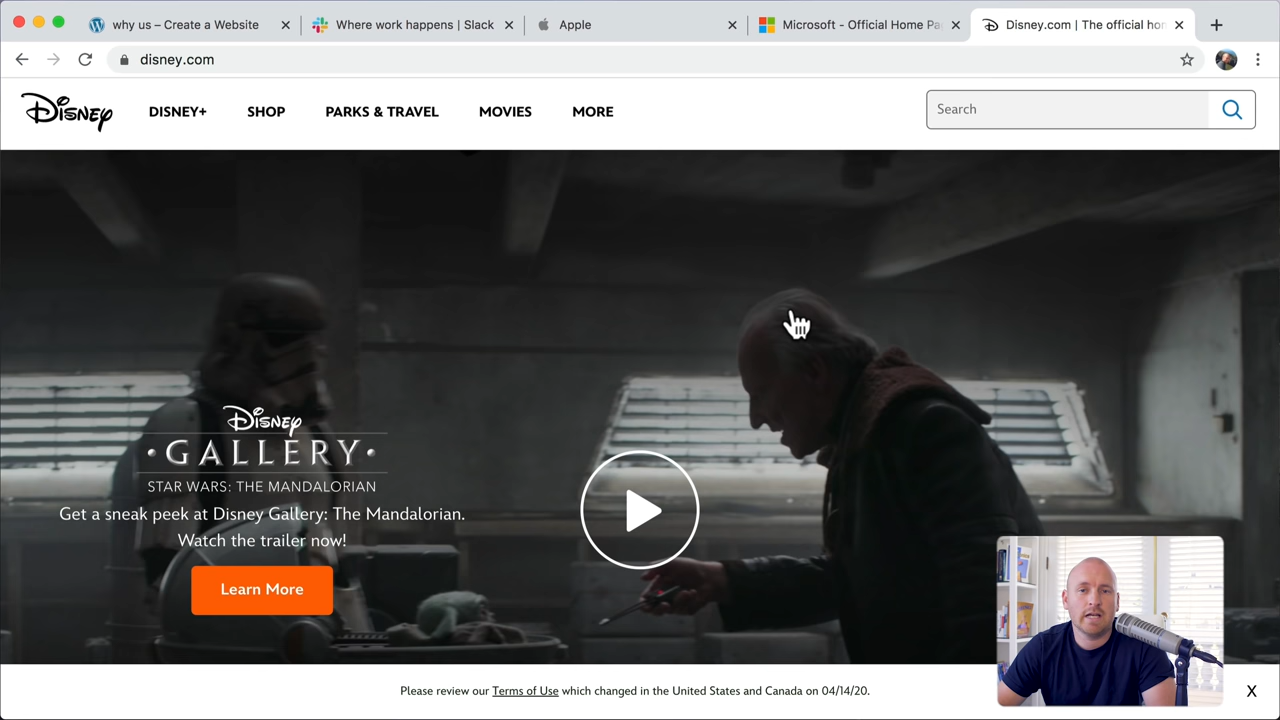 why us – Create a Website
Where work happens | Slack
Apple
Microsoft - Official Home Pa
Disney.com | The official hom
disney.com
Disney
DISNEY+
SHOP
PARKS & TRAVEL
MOVIES
MORE
Search
Disney
·GALLERY·
STAR WARS: THE MANDALORIAN
Get a sneak peek at Disney Gallery: The Mandalorian.
Watch the trailer now!
Learn More
Please review our Terms of Use which changed in the United States and Canada on 04/14/20.
X